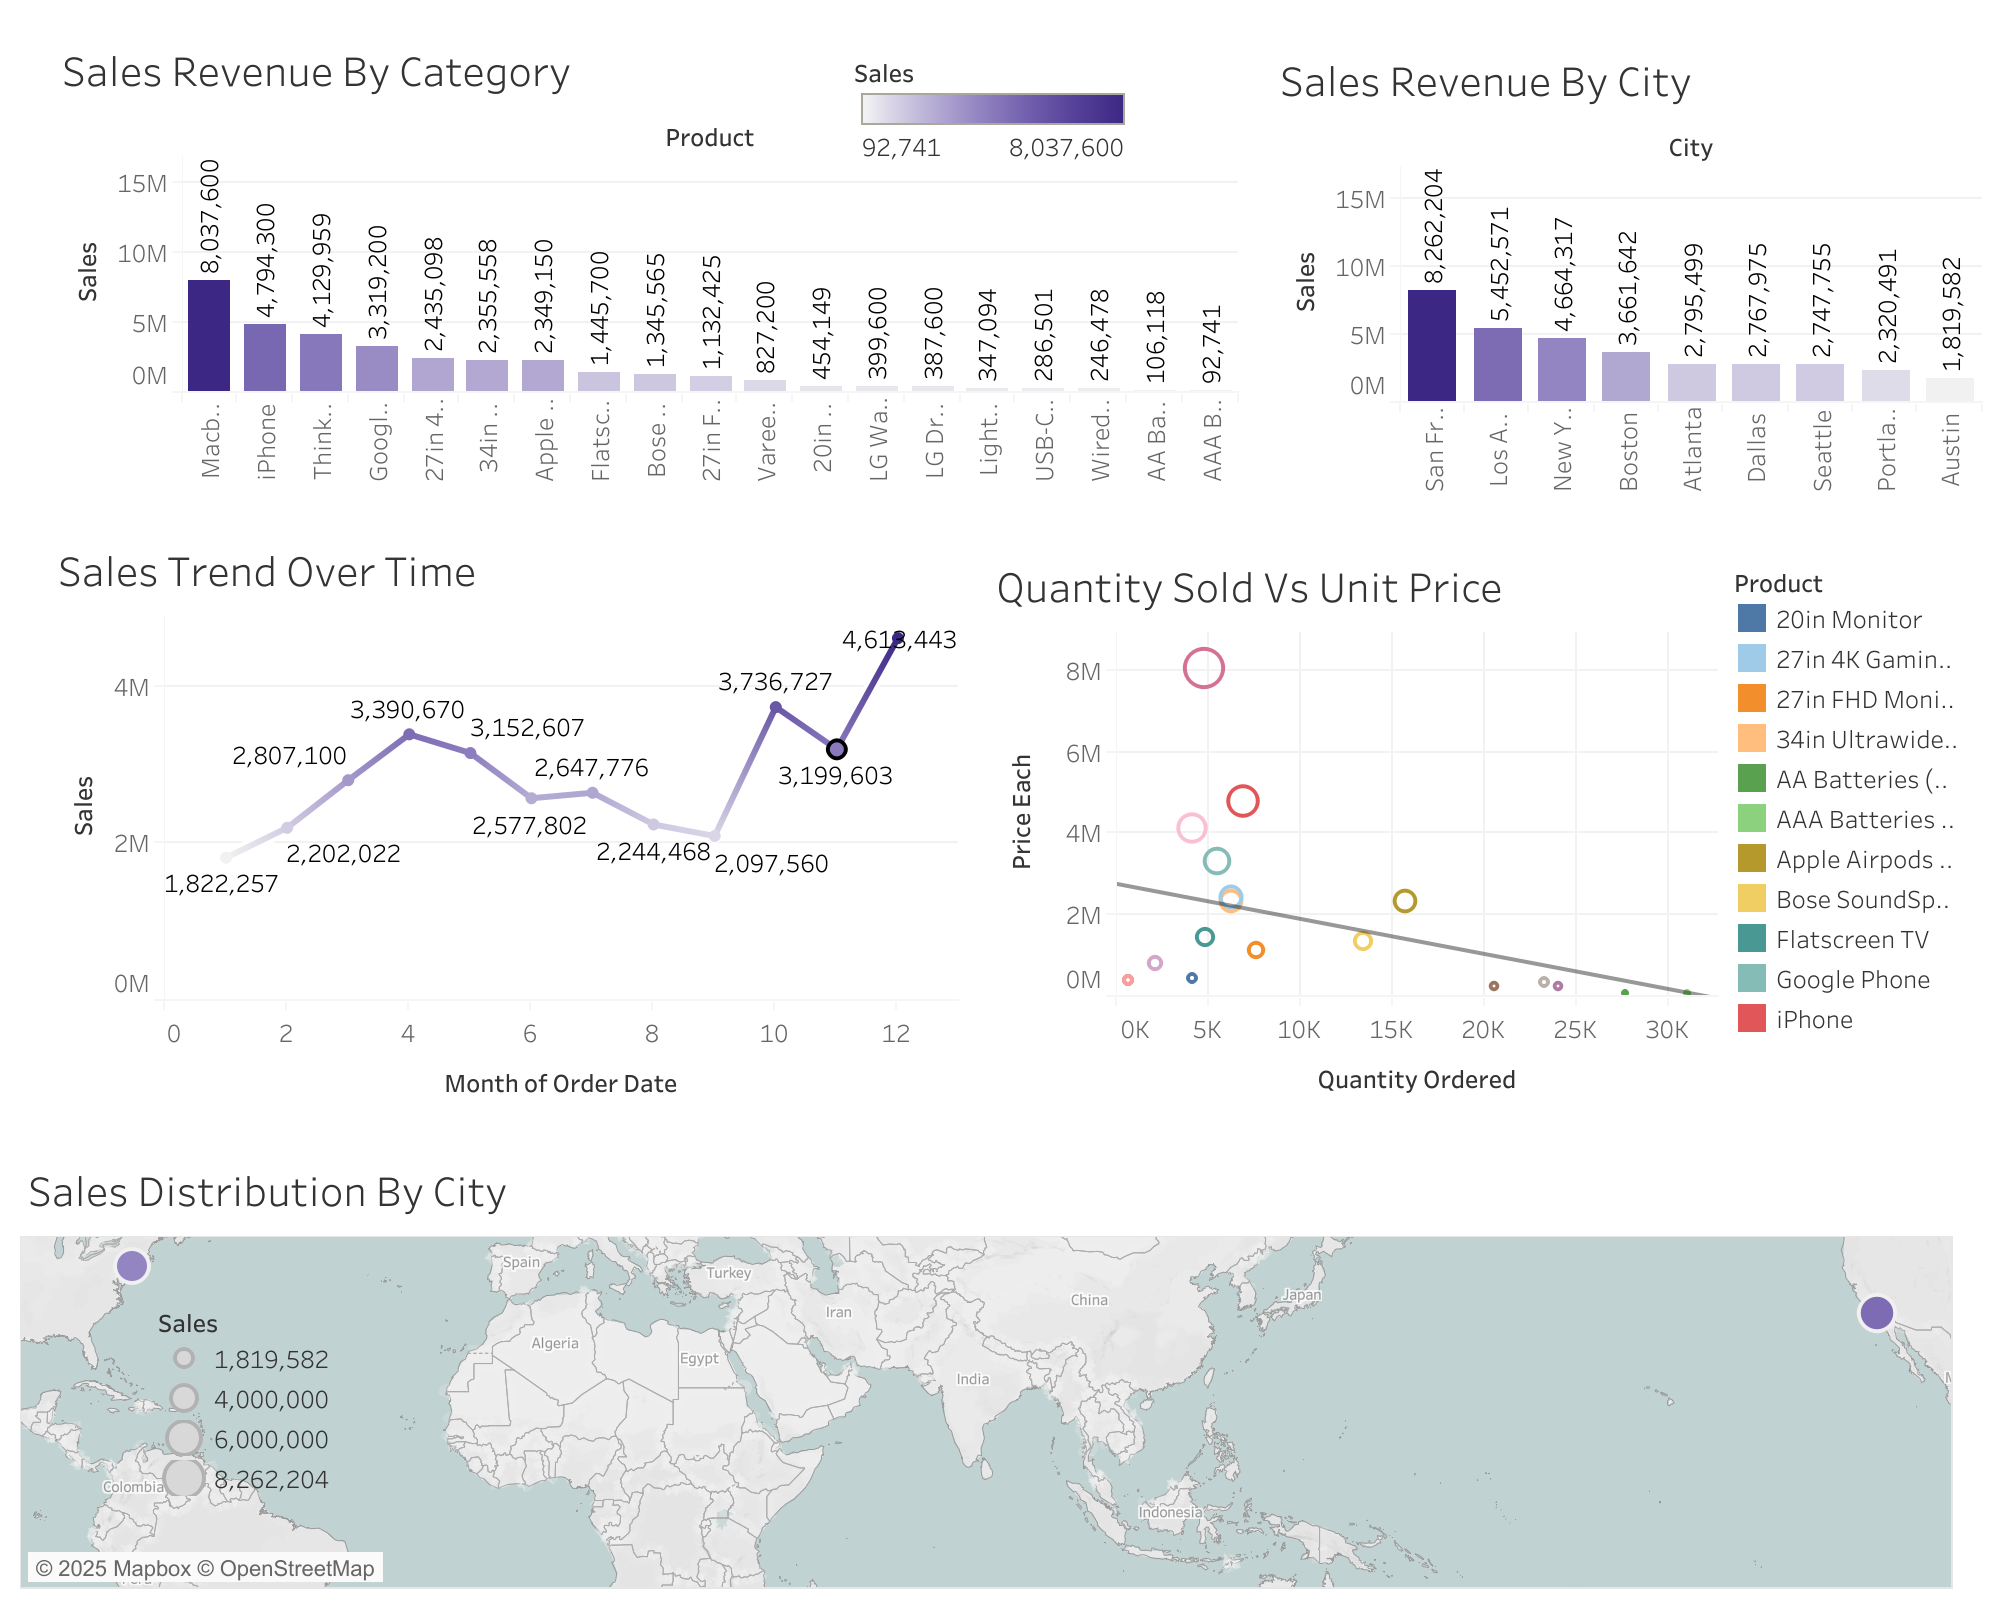 Sales Revenue By Category
Sales
92,741
8,037,600
Product
Sales
15M
10M
5M
0M
8,037,600
4,794,300
4,129,959
3,319,200
2,435,098
2,355,558
2,349,150
1,445,700
1,345,565
1,132,425
827,200
454,149
399,600
387,600
347,094
286,501
246,478
106,118
92,741
Macb..
iPhone
Think..
Googl..
27in 4..
34in ..
Apple ..
Flatsc..
Bose ..
27in F..
Varee..
20in ..
LG Wa..
LG Dr..
Light..
USB-C..
Wired..
AA Ba..
AAA B..
Sales Revenue By City
City
Sales
15M
10M
5M
0M
8,262,204
5,452,571
4,664,317
3,661,642
2,795,499
2,767,975
2,747,755
2,320,491
1,819,582
San Fr..
Los A..
New Y..
Boston
Atlanta
Dallas
Seattle
Portla..
Austin
Sales Trend Over Time
Sales
4M
2M
0M
1,822,257
2,202,022
2,807,100
3,390,670
3,152,607
2,577,802
2,647,776
2,244,468
2,097,560
3,736,727
3,199,603
4,613,443
0
2
4
6
8
10
12
Month of Order Date
Quantity Sold Vs Unit Price
Price Each
8M
6M
4M
2M
0M
0K
5K
10K
15K
20K
25K
30K
Quantity Ordered
Product
20in Monitor
27in 4K Gamin..
27in FHD Moni..
34in Ultrawide..
AA Batteries (..
AAA Batteries ..
Apple Airpods ..
Bose SoundSp..
Flatscreen TV
Google Phone
iPhone
Sales Distribution By City
Spain
Turkey
Iran
China
Japan
Algeria
Egypt
India
Colombia
Indonesia
M
Sales
1,819,582
4,000,000
6,000,000
8,262,204
© 2025 Mapbox © OpenStreetMap